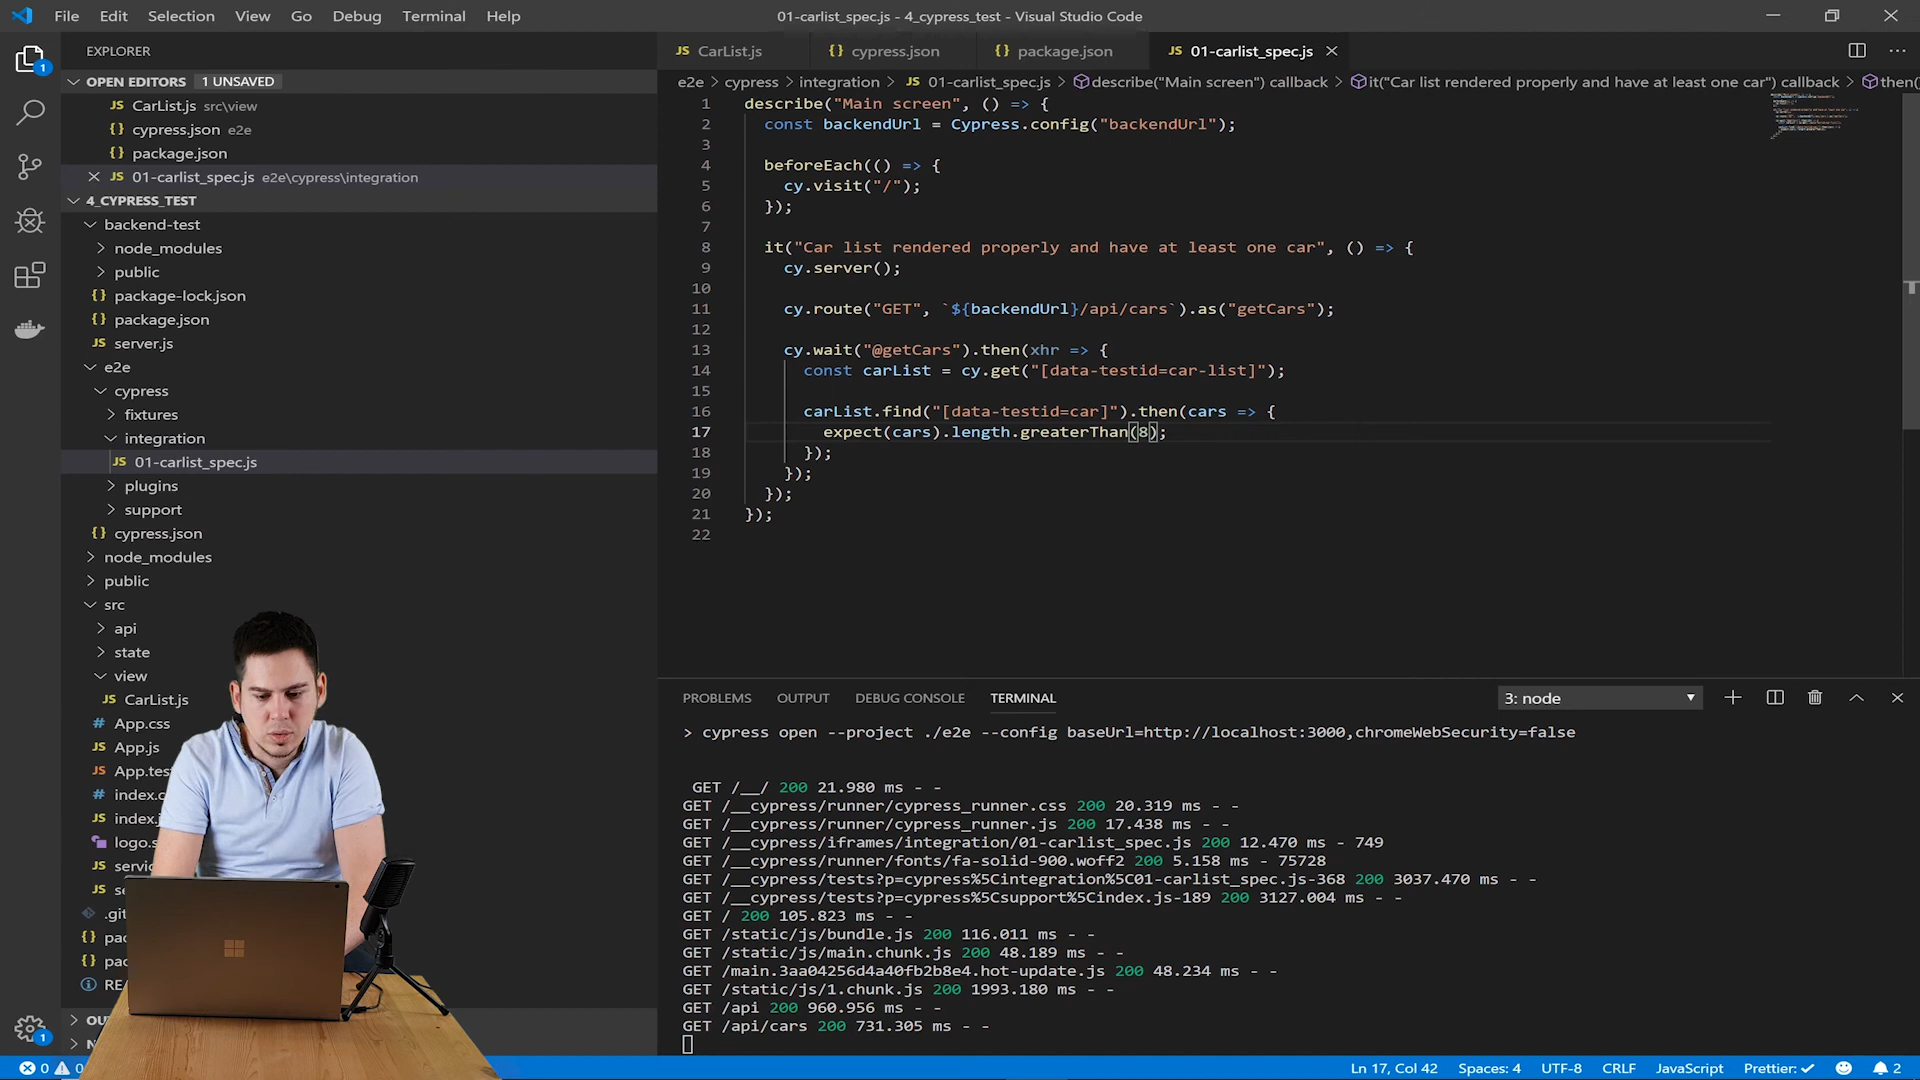 File Edit Selection View Go Debug Terminal Help
01-carlist_spec.js - 4_cypress_test - Visual Studio Code
EXPLORER
OPEN EDITORS 1 UNSAVED
JS CarList.js src\view
{} cypress.json e2e
{} package.json
JS 01-carlist_spec.js e2e\cypress\integration
4_CYPRESS_TEST
backend-test
node_modules
public
{} package-lock.json
{} package.json
JS server.js
e2e
cypress
fixtures
integration
JS 01-carlist_spec.js
plugins
support
{} cypress.json
node_modules
public
src
api
state
view
JS CarList.js
# App.css
JS App.js
JS App.tes
# index.c
JS index.j
logo.s
JS servic
JS se
.git
{} pac
{} pac
RE
OU
N
1
1
JS CarList.js {} cypress.json {} package.json JS 01-carlist_spec.js
e2e > cypress > integration > JS 01-carlist_spec.js > describe("Main screen") callback > it("Car list rendered properly and have at least one car") callback > then()
1 describe("Main screen", () => {
2 const backendUrl = Cypress.config("backendUrl");
3
4 beforeEach(() => {
5 cy.visit("/");
6 });
7
8 it("Car list rendered properly and have at least one car", () => {
9 cy.server();
10
11 cy.route("GET", `${backendUrl}/api/cars`).as("getCars");
12
13 cy.wait("@getCars").then(xhr => {
14 const carList = cy.get("[data-testid=car-list]");
15
16 carList.find("[data-testid=car]").then(cars => {
17 expect(cars).length.greaterThan(8);
18 });
19 });
20 });
21 });
22
PROBLEMS OUTPUT DEBUG CONSOLE TERMINAL 3: node
> cypress open --project ./e2e --config baseUrl=http://localhost:3000,chromeWebSecurity=false
GET /__/ 200 21.980 ms - -
GET /__cypress/runner/cypress_runner.css 200 20.319 ms - -
GET /__cypress/runner/cypress_runner.js 200 17.438 ms - -
GET /__cypress/iframes/integration/01-carlist_spec.js 200 12.470 ms - 749
GET /__cypress/runner/fonts/fa-solid-900.woff2 200 5.158 ms - 75728
GET /__cypress/tests?p=cypress%5Cintegration%5C01-carlist_spec.js-368 200 3037.470 ms - -
GET /__cypress/tests?p=cypress%5Csupport%5Cindex.js-189 200 3127.004 ms - -
GET / 200 105.823 ms - -
GET /static/js/bundle.js 200 116.011 ms - -
GET /static/js/main.chunk.js 200 48.189 ms - -
GET /main.3aa04256d4a40fb2b8e4.hot-update.js 200 48.234 ms - -
GET /static/js/1.chunk.js 200 1993.180 ms - -
GET /api 200 960.956 ms - -
GET /api/cars 200 731.305 ms - -
0 0 Ln 17, Col 42 Spaces: 4 UTF-8 CRLF JavaScript Prettier: ✓ 2